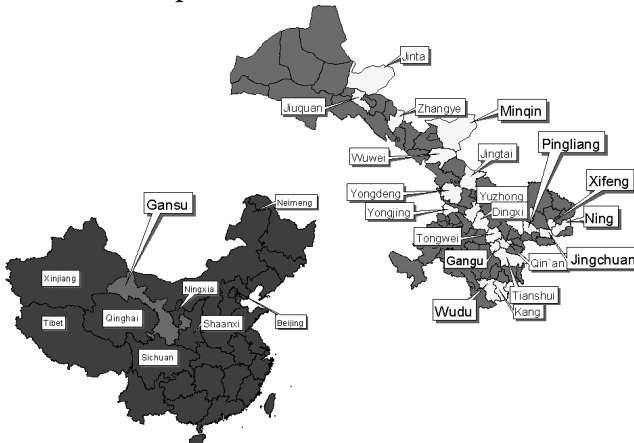 Jinta
Jiuquan
Zhangye
Minqin
Pingliang
Wuwei
Jingtai
Xifeng
Yongdeng
Yuzhong
Gansu
Neimeng
Yongjing
Dingxi
Ning
Tongwei
Gangu
Qin`an
Jingchuan
Xinjiang
Ningxia
Tianshui
Wudu
Kang
Tibet
Qinghai
Shaanxi
Beijing
Sichuan